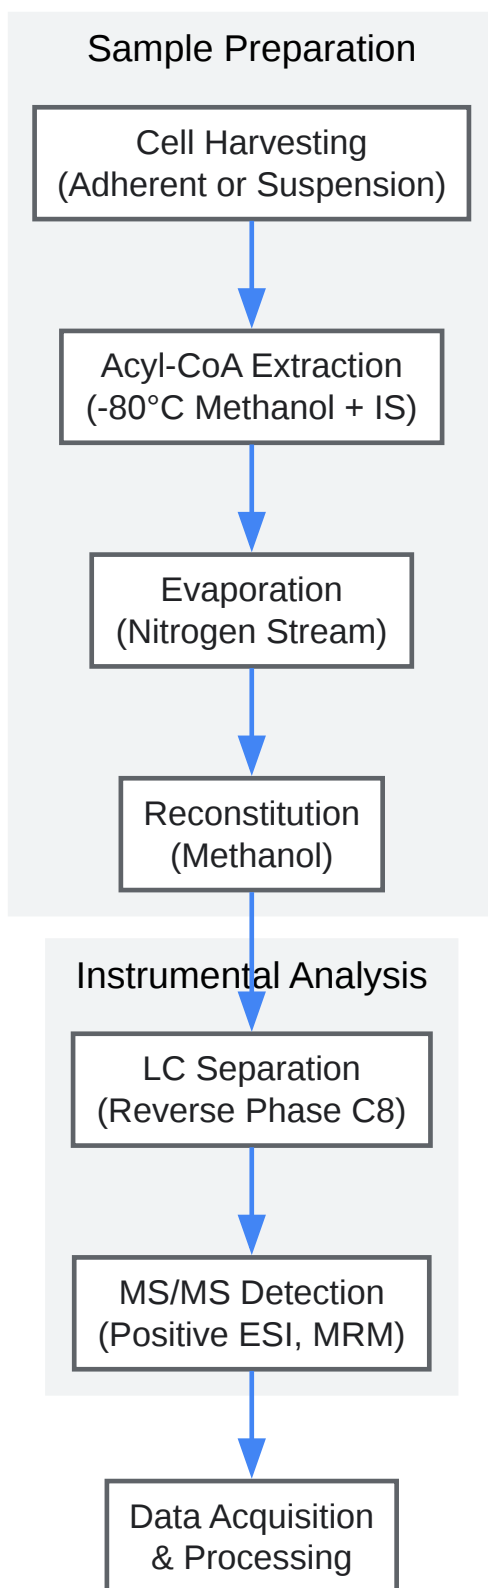 Sample Preparation
Cell Harvesting
(Adherent or Suspension)
Acyl-CoA Extraction
(-80°C Methanol + IS)
Evaporation
(Nitrogen Stream)
Reconstitution
(Methanol)
Instrumental Analysis
LC Separation
(Reverse Phase C8)
MS/MS Detection
(Positive ESI, MRM)
Data Acquisition
& Processing